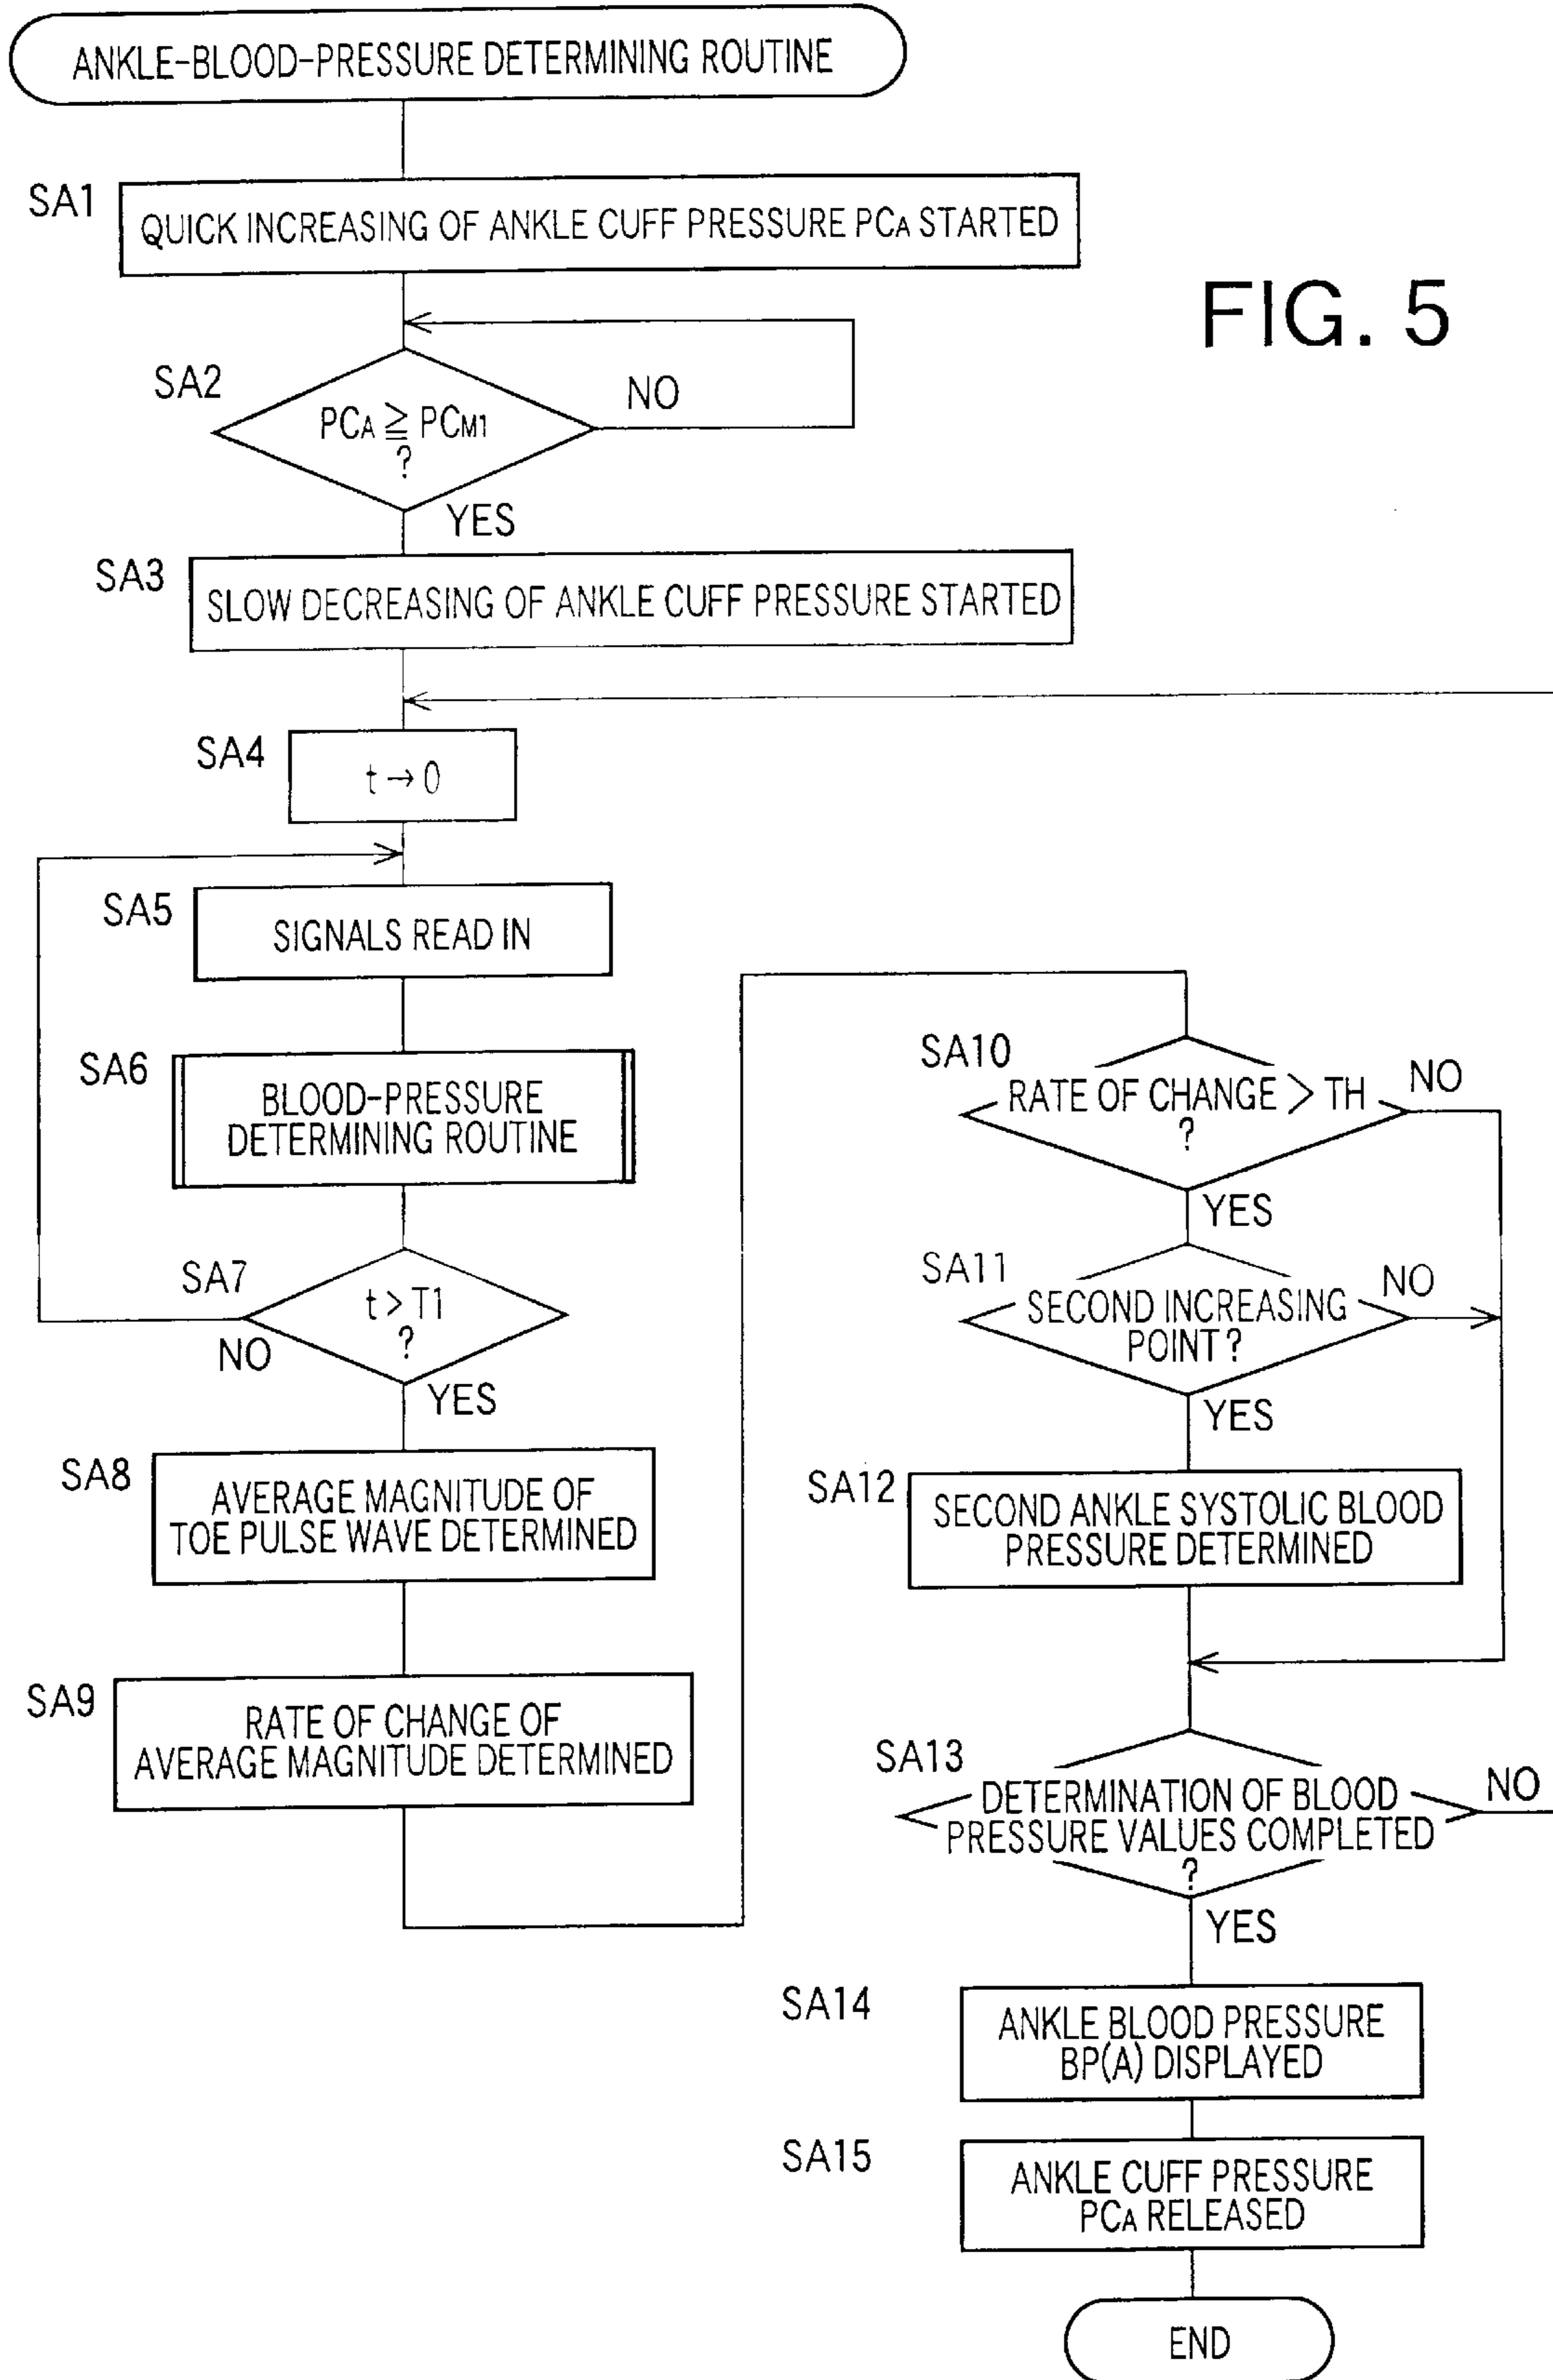 ANKLE-BLOOD-PRESSURE DETERMINING ROUTINE
SA1
QUICK INCREASING OF ANKLE CUFF PRESSURE PCA STARTED
FIG. 5
SA2
PCA ≧ PCM1
?
NO
YES
SA3
SLOW DECREASING OF ANKLE CUFF PRESSURE STARTED
SA4
t → 0
SA5
SIGNALS READ IN
SA6
BLOOD-PRESSURE
DETERMINING ROUTINE
SA7
t > T1
?
NO
YES
SA8
AVERAGE MAGNITUDE OF
TOE PULSE WAVE DETERMINED
SA9
RATE OF CHANGE OF
AVERAGE MAGNITUDE DETERMINED
SA10
RATE OF CHANGE > TH
?
NO
YES
SA11
SECOND INCREASING
POINT?
NO
YES
SA12
SECOND ANKLE SYSTOLIC BLOOD
PRESSURE DETERMINED
SA13
DETERMINATION OF BLOOD
PRESSURE VALUES COMPLETED
?
NO
YES
SA14
ANKLE BLOOD PRESSURE
BP(A) DISPLAYED
SA15
ANKLE CUFF PRESSURE
PCA RELEASED
END